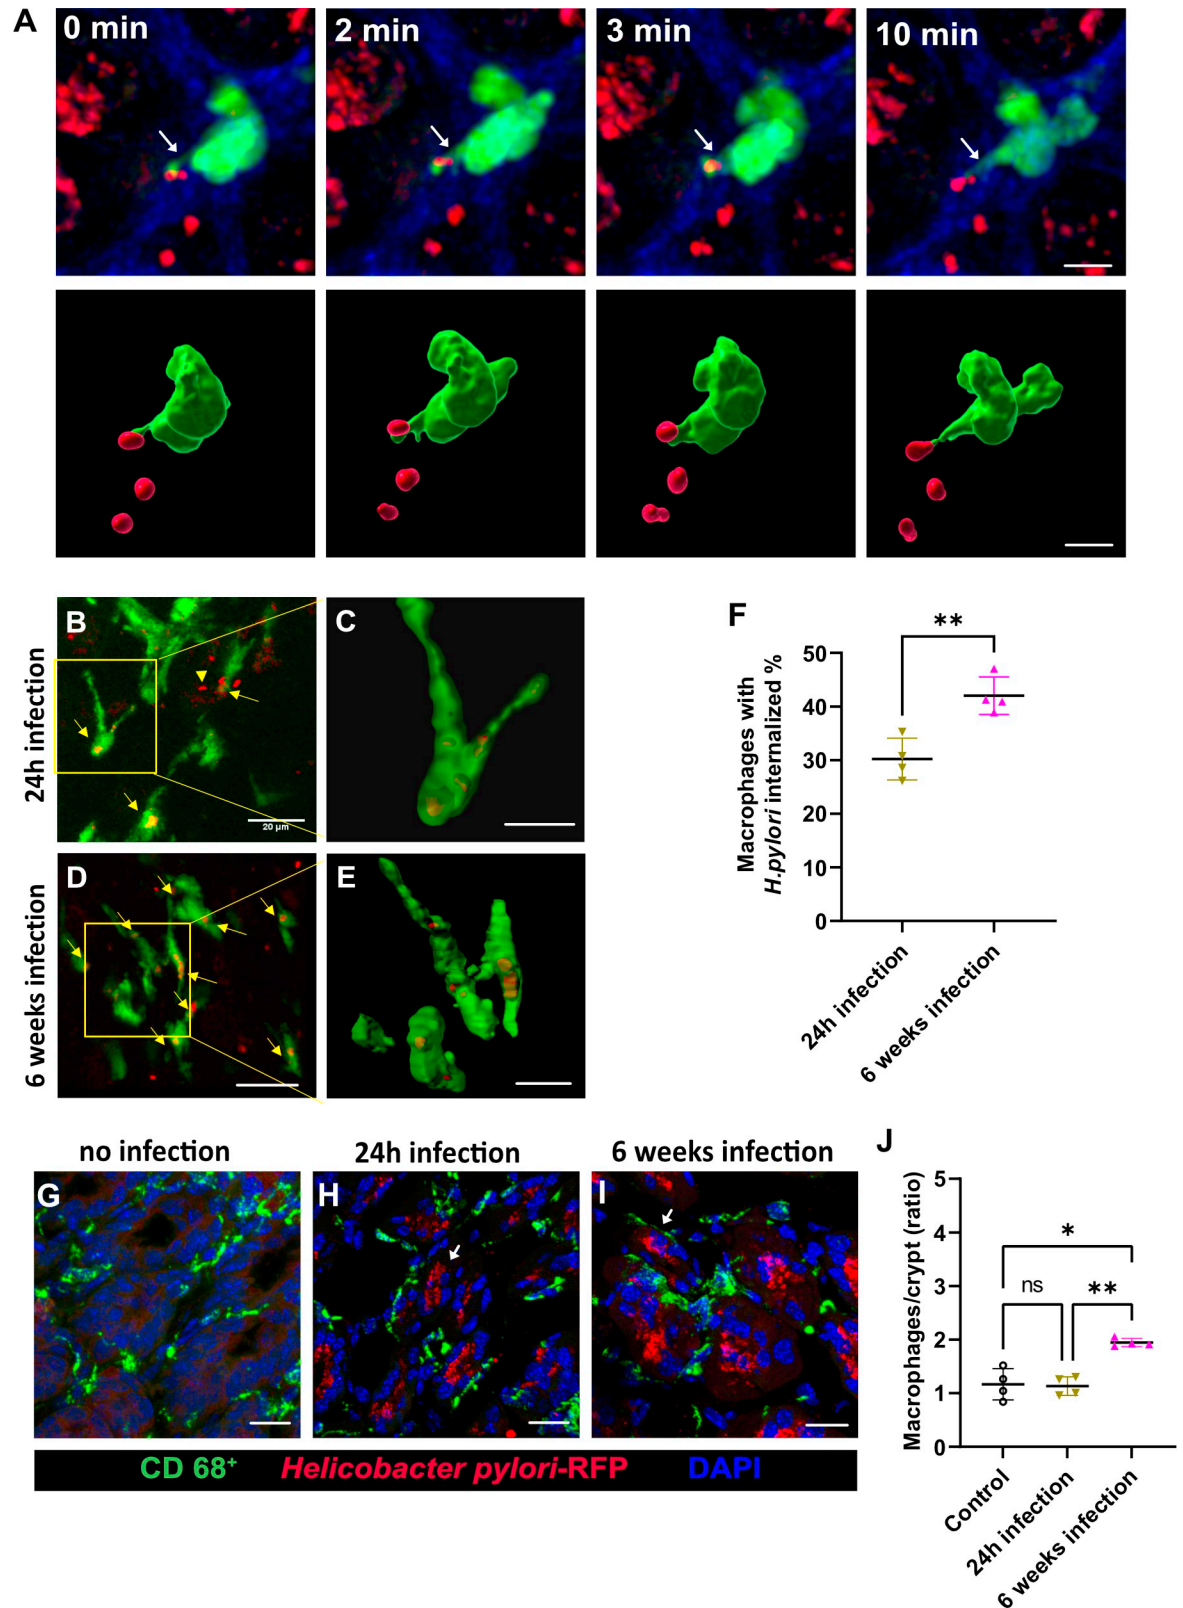 A
0 min
2 min
3 min
10 min
24h infection
B
20 µm
C
6 weeks infection
D
E
F
**
Macrophages with
H.pylori internalized %
50
40
30
20
10
0
24h infection
6 weeks infection
no infection
24h infection
6 weeks infection
G
H
I
CD 68⁺ Helicobacter pylori-RFP DAPI
J
Macrophages/crypt (ratio)
5
4
3
2
1
0
*
ns
**
Control
24h infection
6 weeks infection